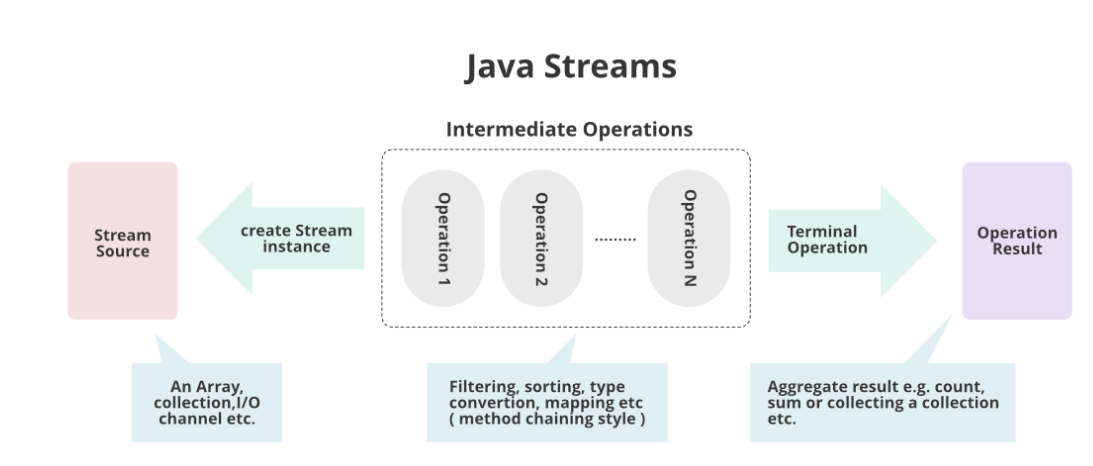 Java Streams
Intermediate Operations
Stream
Source
create Stream
instance
Operation 1
Operation 2
..........
Operation N
Terminal
Operation
Operation
Result
An Array,
collection,I/O
channel etc.
Filtering, sorting, type
convertion, mapping etc
( method chaining style )
Aggregate result e.g. count,
sum or collecting a collection
etc.